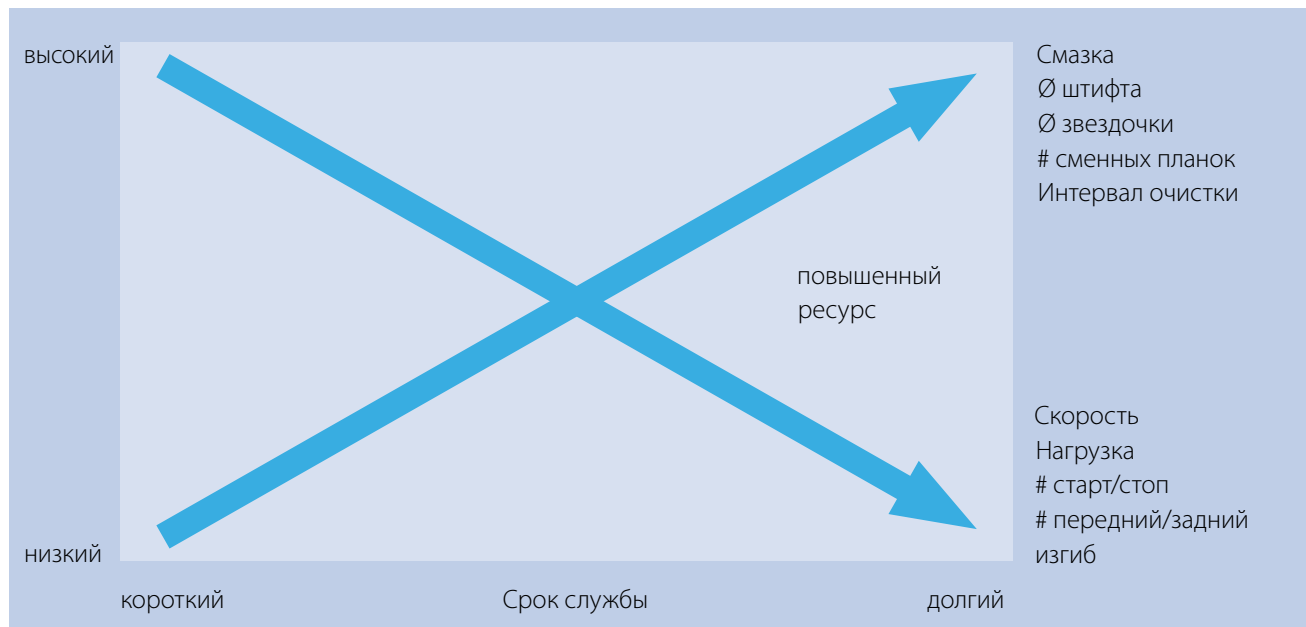 высокий
Смазка
Ø штифта
Ø звездочки
# сменных планок
Интервал очистки
повышенный
ресурс
Скорость
Нагрузка
# старт/стоп
# передний/задний
изгиб
низкий
короткий
Срок службы
долгий